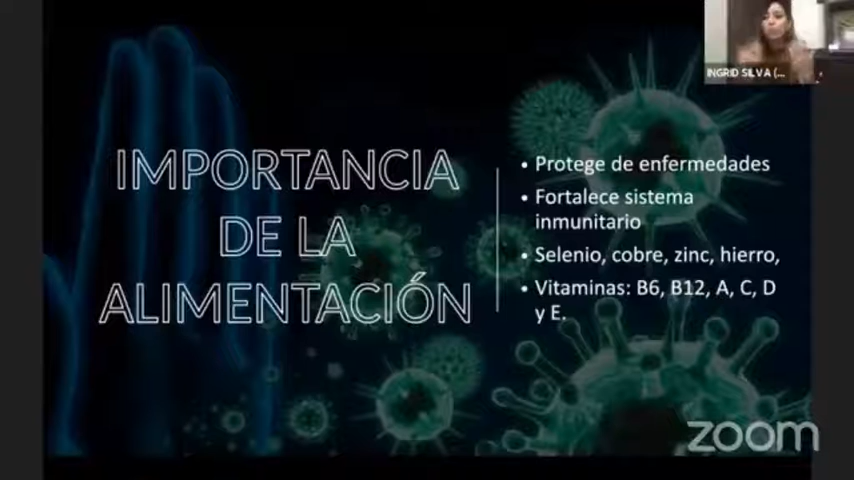 INGRID SILVA (...
IMPORTANCIA
DE LA
ALIMENTACIÓN
• Protege de enfermedades
• Fortalece sistema
inmunitario
• Selenio, cobre, zinc, hierro,
• Vitaminas: B6, B12, A, C, D
y E.
zoom